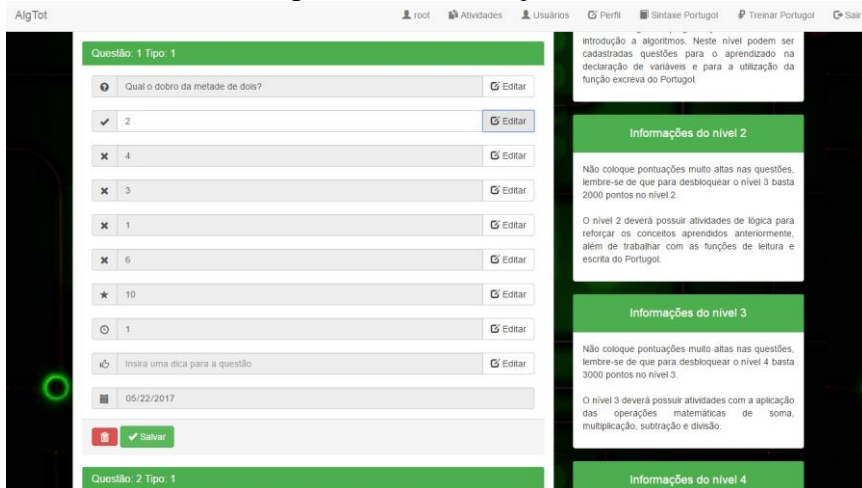 AlgTot
root Atividades Usuários Perfil Sintaxe Portugol Treinar Portugol Sair
Questão: 1 Tipo: 1
Qual o dobro da metade de dois? Editar
2 Editar
4 Editar
3 Editar
1 Editar
6 Editar
10 Editar
1 Editar
Insira uma dica para a questão Editar
05/22/2017
Salvar
Questão: 2 Tipo: 1
introdução a algoritmos. Neste nível podem ser
cadastradas questões para o aprendizado na
declaração de variáveis e para a utilização da
função excreva do Portugol.
Informações do nível 2
Não coloque pontuações muito altas nas questões,
lembre-se de que para desbloquear o nível 3 basta
2000 pontos no nível 2.
O nível 2 deverá possuir atividades de lógica para
reforçar os conceitos aprendidos anteriormente,
além de trabalhar com as funções de leitura e
escrita do Portugol.
Informações do nível 3
Não coloque pontuações muito altas nas questões,
lembre-se de que para desbloquear o nível 4 basta
3000 pontos no nível 3.
O nível 3 deverá possuir atividades com a aplicação
das operações matemáticas de soma,
multiplicação, subtração e divisão.
Informações do nível 4